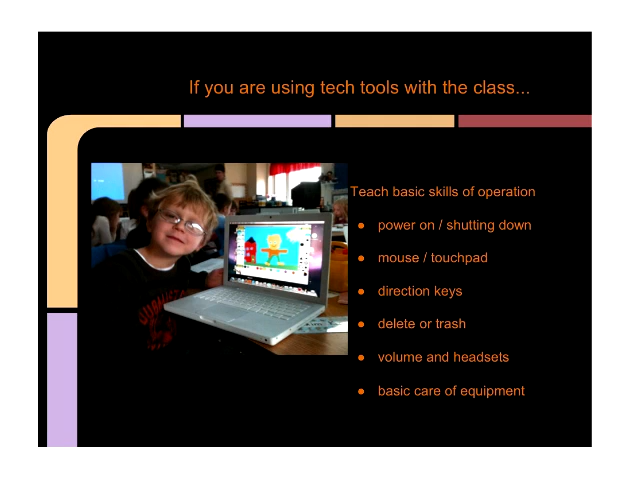 If you are using tech tools with the class...
Teach basic skills of operation
● power on / shutting down
● mouse / touchpad
● direction keys
● delete or trash
● volume and headsets
● basic care of equipment